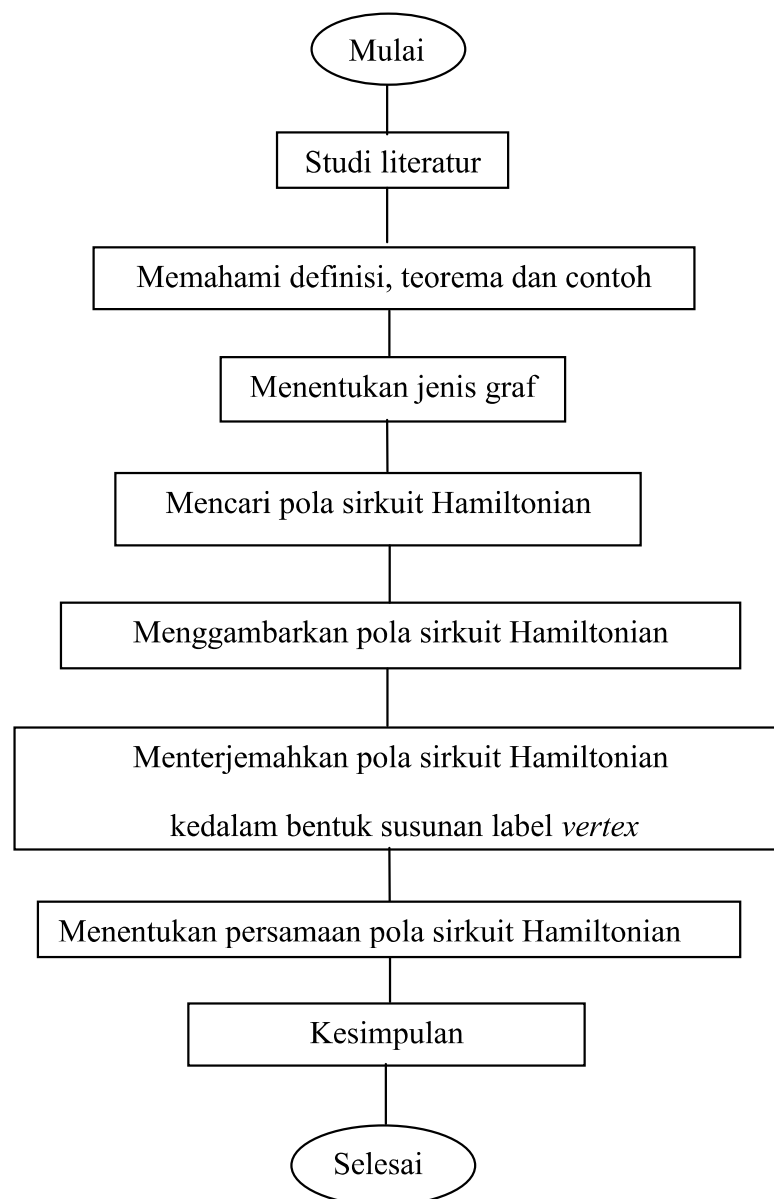 Mulai
Studi literatur
Memahami definisi, teorema dan contoh
Menentukan jenis graf
Mencari pola sirkuit Hamiltonian
Menggambarkan pola sirkuit Hamiltonian
Menterjemahkan pola sirkuit Hamiltonian
kedalam bentuk susunan label vertex
Menentukan persamaan pola sirkuit Hamiltonian
Kesimpulan
Selesai